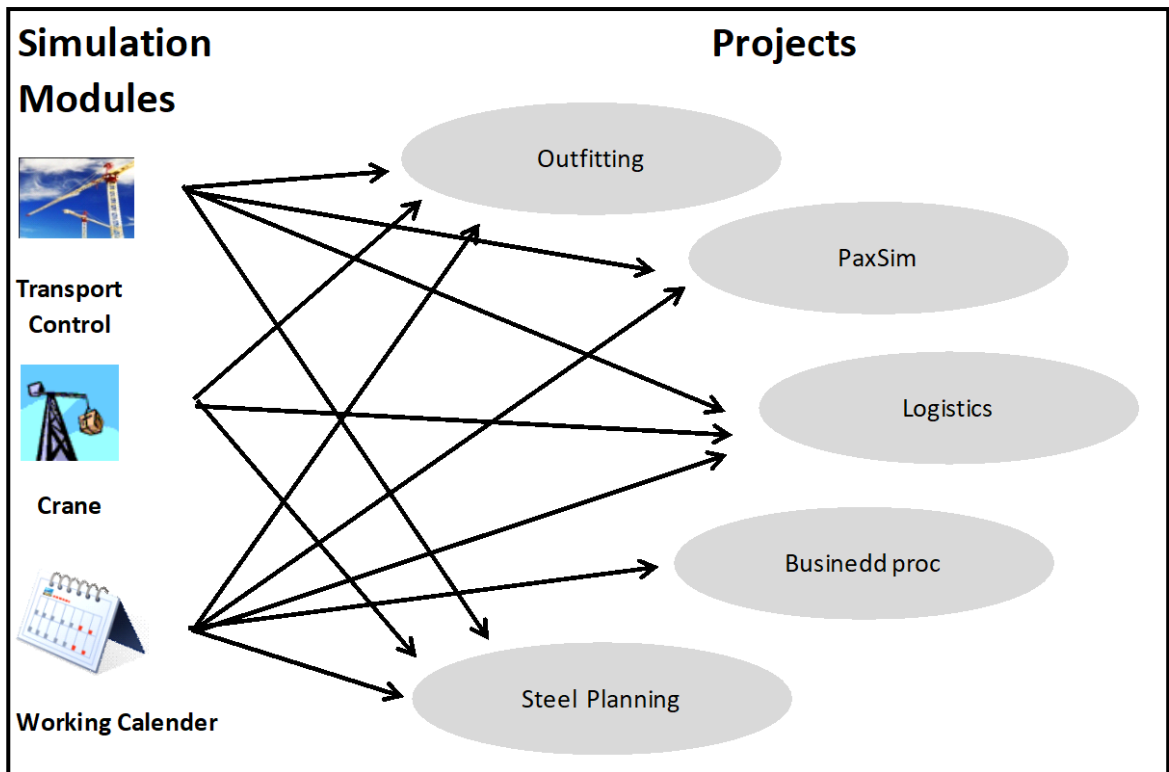 Simulation
Modules
Projects
Outfitting
PaxSim
Transport
Control
Logistics
Crane
Businedd proc
Steel Planning
Working Calender